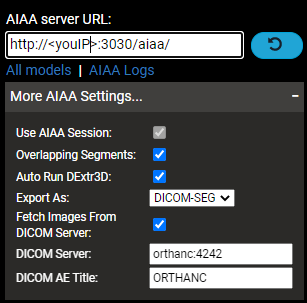 AIAA server URL:
http://<youIP>:3030/aiaa/
All models | AIAA Logs
More AIAA Settings... −
Use AIAA Session:
Overlapping Segments:
Auto Run DExtr3D:
Export As: DICOM-SEG
Fetch Images From
DICOM Server:
DICOM Server: orthanc:4242
DICOM AE Title: ORTHANC